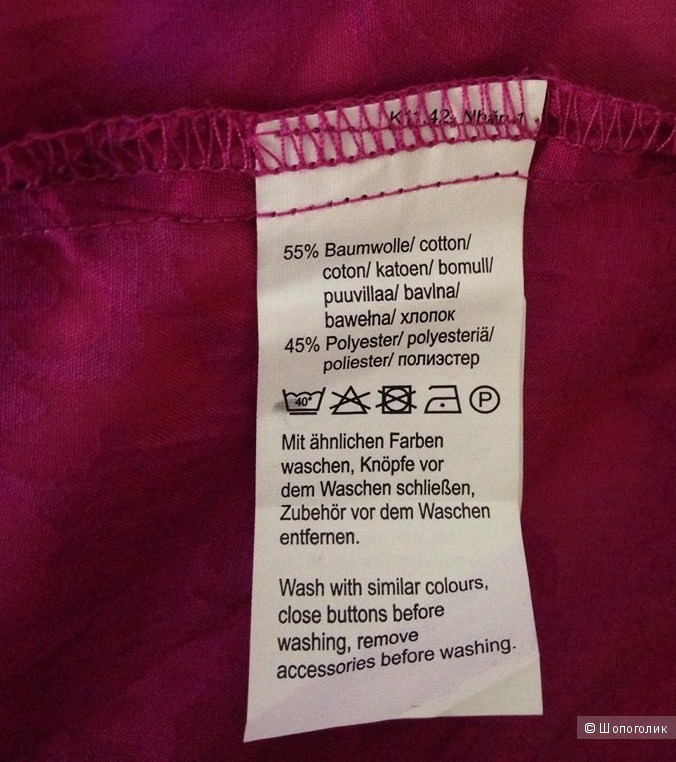 55% Baumwolle/ cotton/
coton/ katoen/ bomull/
puuvillaa/ bavlna/
bawełna/ хлопок
45% Polyester/ polyesteriä/
poliester/ полиэстер
40° P
Mit ähnlichen Farben
waschen, Knöpfe vor
dem Waschen schließen,
Zubehör vor dem Waschen
entfernen.
Wash with similar colours,
close buttons before
washing, remove
accessories before washing.
© Шопоголик